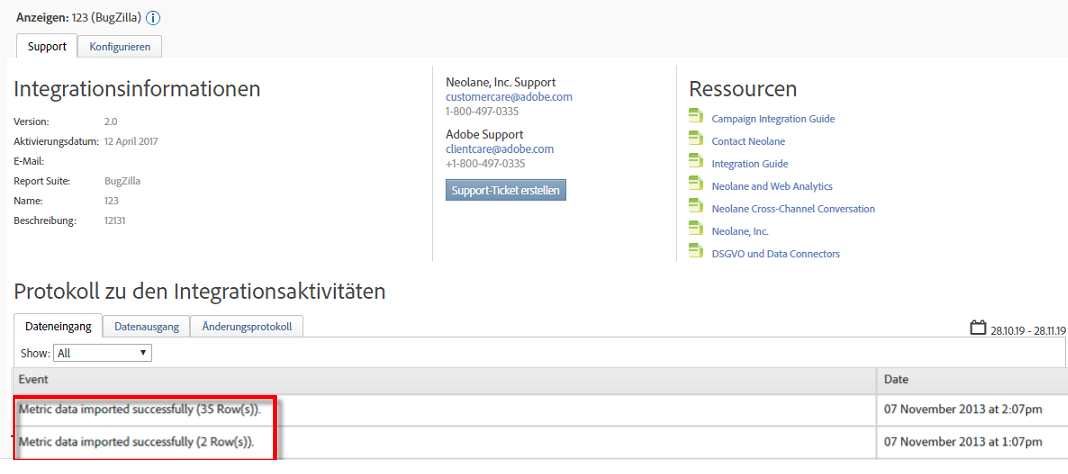 Anzeigen: 123 (BugZilla)
Support
Konfigurieren
Integrationsinformationen
Version: 2.0
Aktivierungsdatum: 12 April 2017
E-Mail:
Report Suite: BugZilla
Name: 123
Beschreibung: 12131
Neolane, Inc. Support
customercare@adobe.com
1-800-497-0335
Adobe Support
clientcare@adobe.com
+1-800-497-0335
Support-Ticket erstellen
Ressourcen
Campaign Integration Guide
Contact Neolane
Integration Guide
Neolane and Web Analytics
Neolane Cross-Channel Conversation
Neolane, Inc.
DSGVO und Data Connectors
Protokoll zu den Integrationsaktivitäten
Dateneingang
Datenausgang
Änderungsprotokoll
28.10.19 - 28.11.19
Show: All
Event Date
Metric data imported successfully (35 Row(s)). 07 November 2013 at 2:07pm
Metric data imported successfully (2 Row(s)). 07 November 2013 at 1:07pm